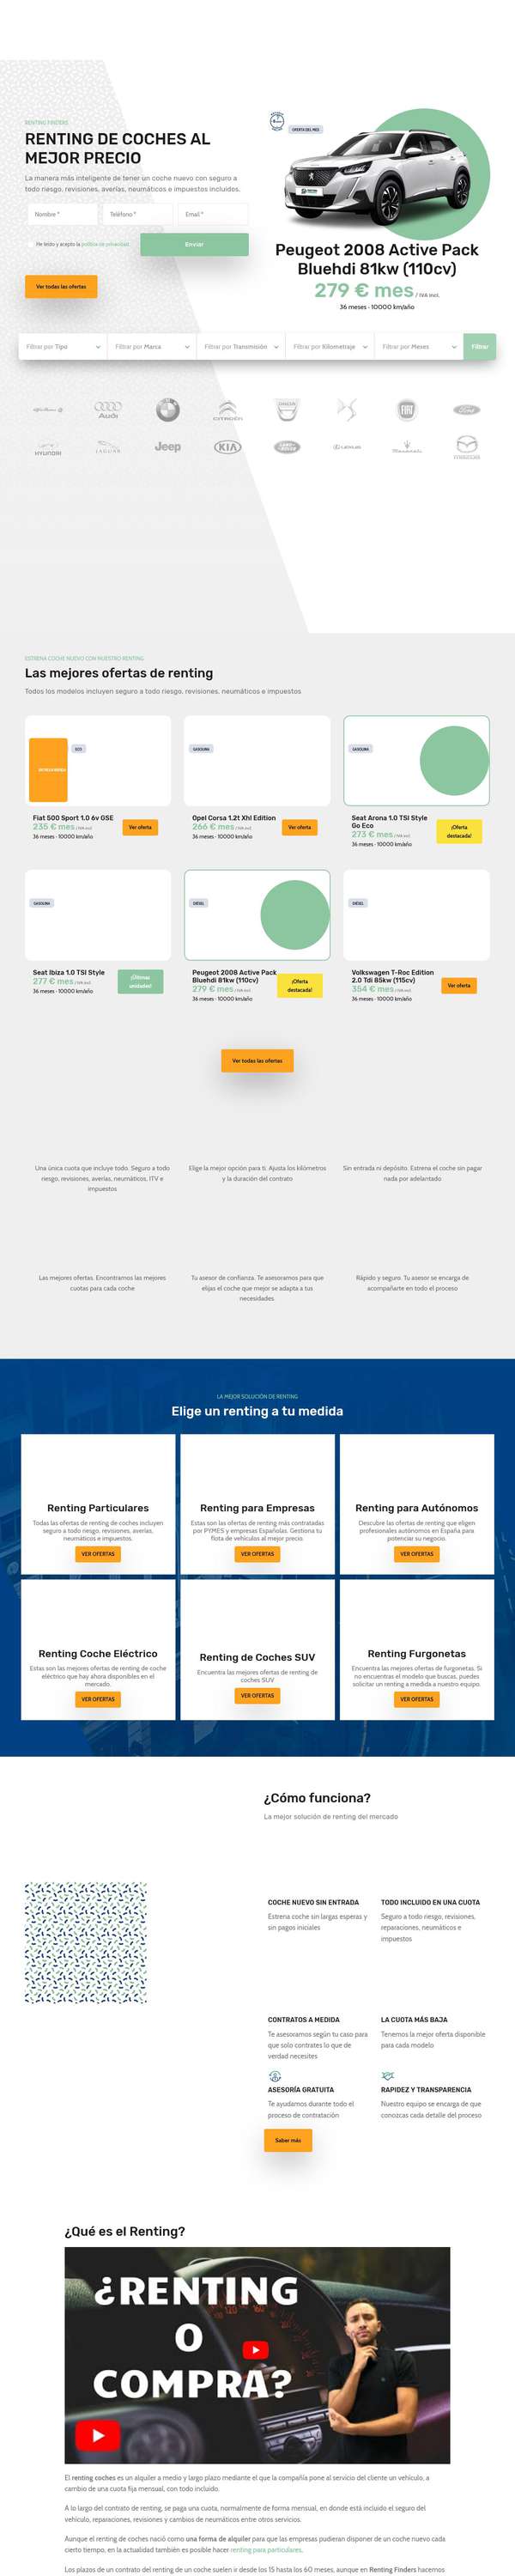 RENTING FINDERS
RENTING DE COCHES AL
MEJOR PRECIO
La manera más inteligente de tener un coche nuevo con seguro a
todo riesgo, revisiones, averías, neumáticos e impuestos incluidos.
Nombre *
Teléfono *
Email *
He leído y acepto la política de privacidad
Enviar
Ver todas las ofertas
OFERTA DEL MES
Peugeot 2008 Active Pack
Bluehdi 81kw (110cv)
279 € mes / IVA incl.
36 meses - 10000 km/año
Filtrar por Tipo
Filtrar por Marca
Filtrar por Transmisión
Filtrar por Kilometraje
Filtrar por Meses
Filtrar
Audi
CITROËN
DACIA
FIAT
Ford
HYUNDAI
JAGUAR
Jeep
KIA
LAND ROVER
LEXUS
Maserati
ESTRENA COCHE NUEVO CON NUESTRO RENTING
Las mejores ofertas de renting
Todos los modelos incluyen seguro a todo riesgo, revisiones, neumáticos e impuestos
ECO
Fiat 500 Sport 1.0 6v GSE
235 € mes / IVA incl.
36 meses - 10000 km/año
Ver oferta
GASOLINA
Opel Corsa 1.2t Xhl Edition
266 € mes / IVA incl.
36 meses - 10000 km/año
Ver oferta
GASOLINA
Seat Arona 1.0 TSI Style
Go Eco
273 € mes / IVA incl.
36 meses - 10000 km/año
¡Oferta
destacada!
GASOLINA
Seat Ibiza 1.0 TSI Style
277 € mes / IVA incl.
36 meses - 10000 km/año
¡Últimas
unidades!
DIÉSEL
Peugeot 2008 Active Pack
Bluehdi 81kw (110cv)
279 € mes / IVA incl.
36 meses - 10000 km/año
¡Oferta
destacada!
DIÉSEL
Volkswagen T-Roc Edition
2.0 Tdi 85kw (115cv)
354 € mes / IVA incl.
36 meses - 10000 km/año
Ver oferta
Ver todas las ofertas
Una única cuota que incluye todo. Seguro a todo
riesgo, revisiones, averías, neumáticos, ITV e
impuestos
Elige la mejor opción para ti. Ajusta los kilómetros
y la duración del contrato
Sin entrada ni depósito. Estrena el coche sin pagar
nada por adelantado
Las mejores ofertas. Encontramos las mejores
cuotas para cada coche
Tu asesor de confianza. Te asesoramos para que
elijas el coche que mejor se adapta a tus
necesidades.
Rápido y seguro. Tu asesor se encarga de
acompañarte en todo el proceso
LA MEJOR SOLUCIÓN DE RENTING
Elige un renting a tu medida
Renting Particulares
Todas las ofertas de renting de coches incluyen
seguro a todo riesgo, revisiones, averías,
neumáticos e impuestos.
VER OFERTAS
Renting para Empresas
Estas son las ofertas de renting más contratadas
por PYMES y empresas Españolas. Gestiona tu
flota de vehículos al mejor precio.
VER OFERTAS
Renting para Autónomos
Descubre las ofertas de renting que eligen
profesionales autónomos en España para
potenciar su negocio.
VER OFERTAS
Renting Coche Eléctrico
Estas son las mejores ofertas de renting de coche
eléctrico que hay ahora disponibles en el
mercado.
VER OFERTAS
Renting de Coches SUV
Encuentra las mejores ofertas de renting de
coches SUV
VER OFERTAS
Renting Furgonetas
Encuentra las mejores ofertas de furgonetas. Si
no encuentras el modelo que buscas, puedes
solicitar un renting a medida a nuestro equipo.
VER OFERTAS
¿Cómo funciona?
La mejor solución de renting del mercado
COCHE NUEVO SIN ENTRADA
Estrena coche sin largas esperas y
sin pagos iniciales
TODO INCLUIDO EN UNA CUOTA
Seguro a todo riesgo, revisiones,
reparaciones, neumáticos e
impuestos
CONTRATOS A MEDIDA
Te asesoramos según tu caso para
que solo contrates lo que de
verdad necesites
LA CUOTA MÁS BAJA
Tenemos la mejor oferta disponible
para cada modelo
ASESORÍA GRATUITA
Te ayudamos durante todo el
proceso de contratación
RAPIDEZ Y TRANSPARENCIA
Nuestro equipo se encarga de que
conozcas cada detalle del proceso
Saber más
¿Qué es el Renting?
¿RENTING
O
COMPRA?
El renting coches es un alquiler a medio y largo plazo mediante el que la compañía pone al servicio del cliente un vehículo, a
cambio de una cuota fija mensual, con todo incluido.
A lo largo del contrato de renting, se paga una cuota, normalmente de forma mensual, en donde está incluido el seguro del
vehículo, reparaciones, revisiones y cambios de neumáticos entre otros servicios.
Aunque el renting de coches nació como una forma de alquiler para que las empresas pudieran disponer de un coche nuevo cada
cierto tiempo, en la actualidad también es posible hacer renting para particulares.
Los plazos de un contrato del renting de un coche suelen ir desde los 15 hasta los 60 meses, aunque en Renting Finders hacemos